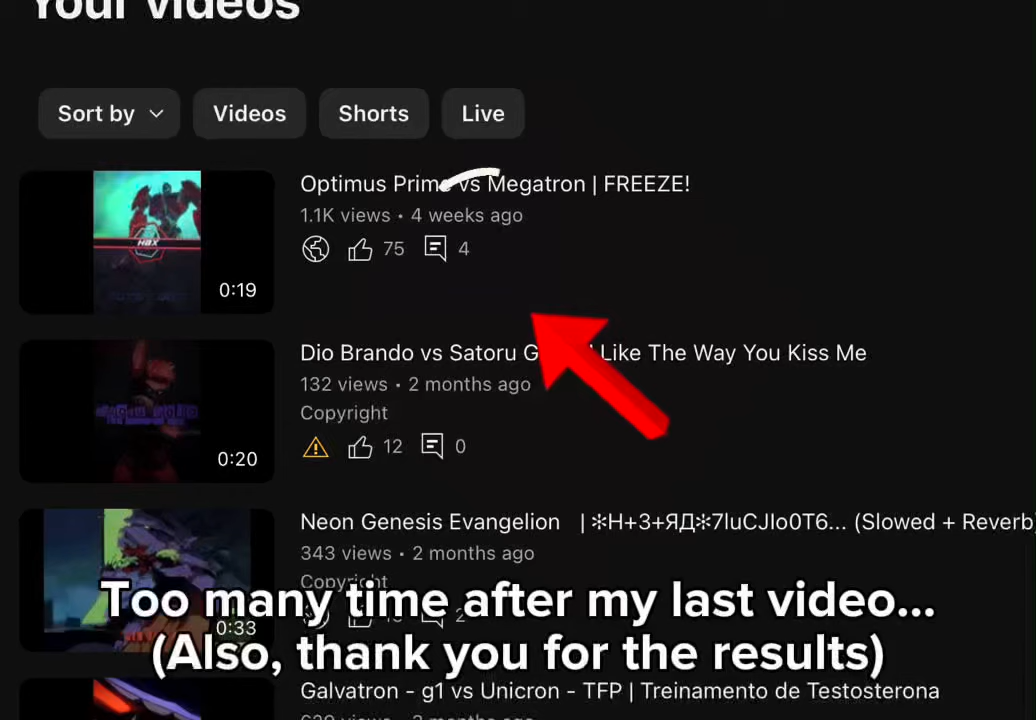 Your videos
Sort by
Videos
Shorts
Live
Optimus Prime vs Megatron | FREEZE!
1.1K views • 4 weeks ago
75
4
HBX
0:19
Dio Brando vs Satoru G Like The Way You Kiss Me
132 views • 2 months ago
Copyright
12
0
0:20
Neon Genesis Evangelion | ✻Н+3+ЯД✻7luCJIo0T6... (Slowed + Reverb)
343 views • 2 months ago
Copyright
2
0:33
Too many time after my last video...
(Also, thank you for the results)
Galvatron - g1 vs Unicron - TFP | Treinamento de Testosterona